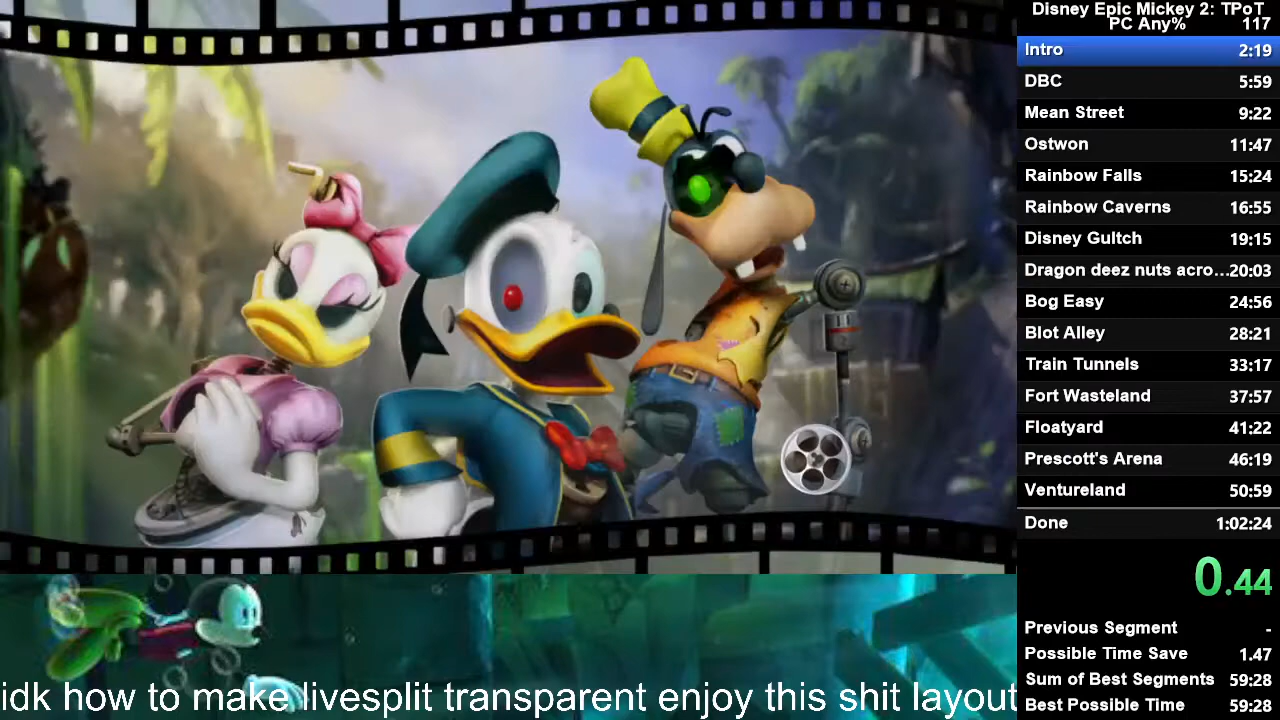 Disney Epic Mickey 2: TPoT
PC Any% 117
Intro 2:19
DBC 5:59
Mean Street 9:22
Ostwon 11:47
Rainbow Falls 15:24
Rainbow Caverns 16:55
Disney Gultch 19:15
Dragon deez nuts acro... 20:03
Bog Easy 24:56
Blot Alley 28:21
Train Tunnels 33:17
Fort Wasteland 37:57
Floatyard 41:22
Prescott's Arena 46:19
Ventureland 50:59
Done 1:02:24
0.44
Previous Segment -
Possible Time Save 1.47
Sum of Best Segments 59:28
Best Possible Time 59:28
idk how to make livesplit transparent enjoy this shit layout